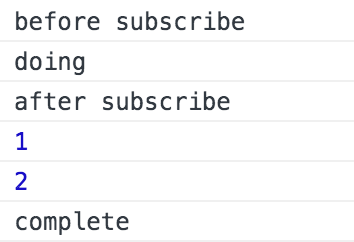 before subscribe
doing
after subscribe
1
2
complete